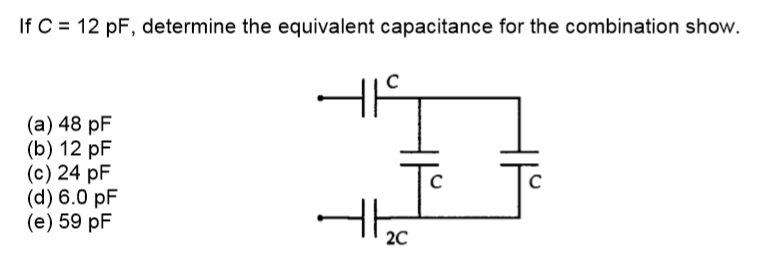 If C = 12 pF, determine the equivalent capacitance for the combination show.
C
(a) 48 pF
(b) 12 pF
(c) 24 pF
(d) 6.0 pF
(e) 59 pF
C
C
2C